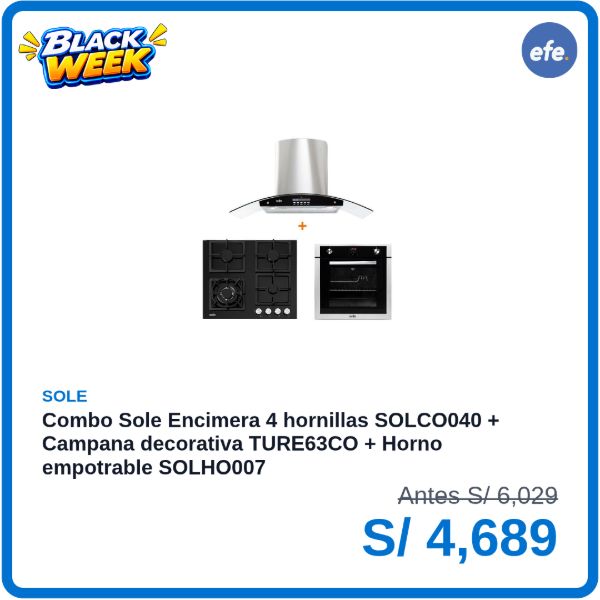 BLACK
WEEK
efe.
SOLE
Combo Sole Encimera 4 hornillas SOLCO040 +
Campana decorativa TURE63CO + Horno
empotrable SOLHO007
Antes S/ 6,029
S/ 4,689